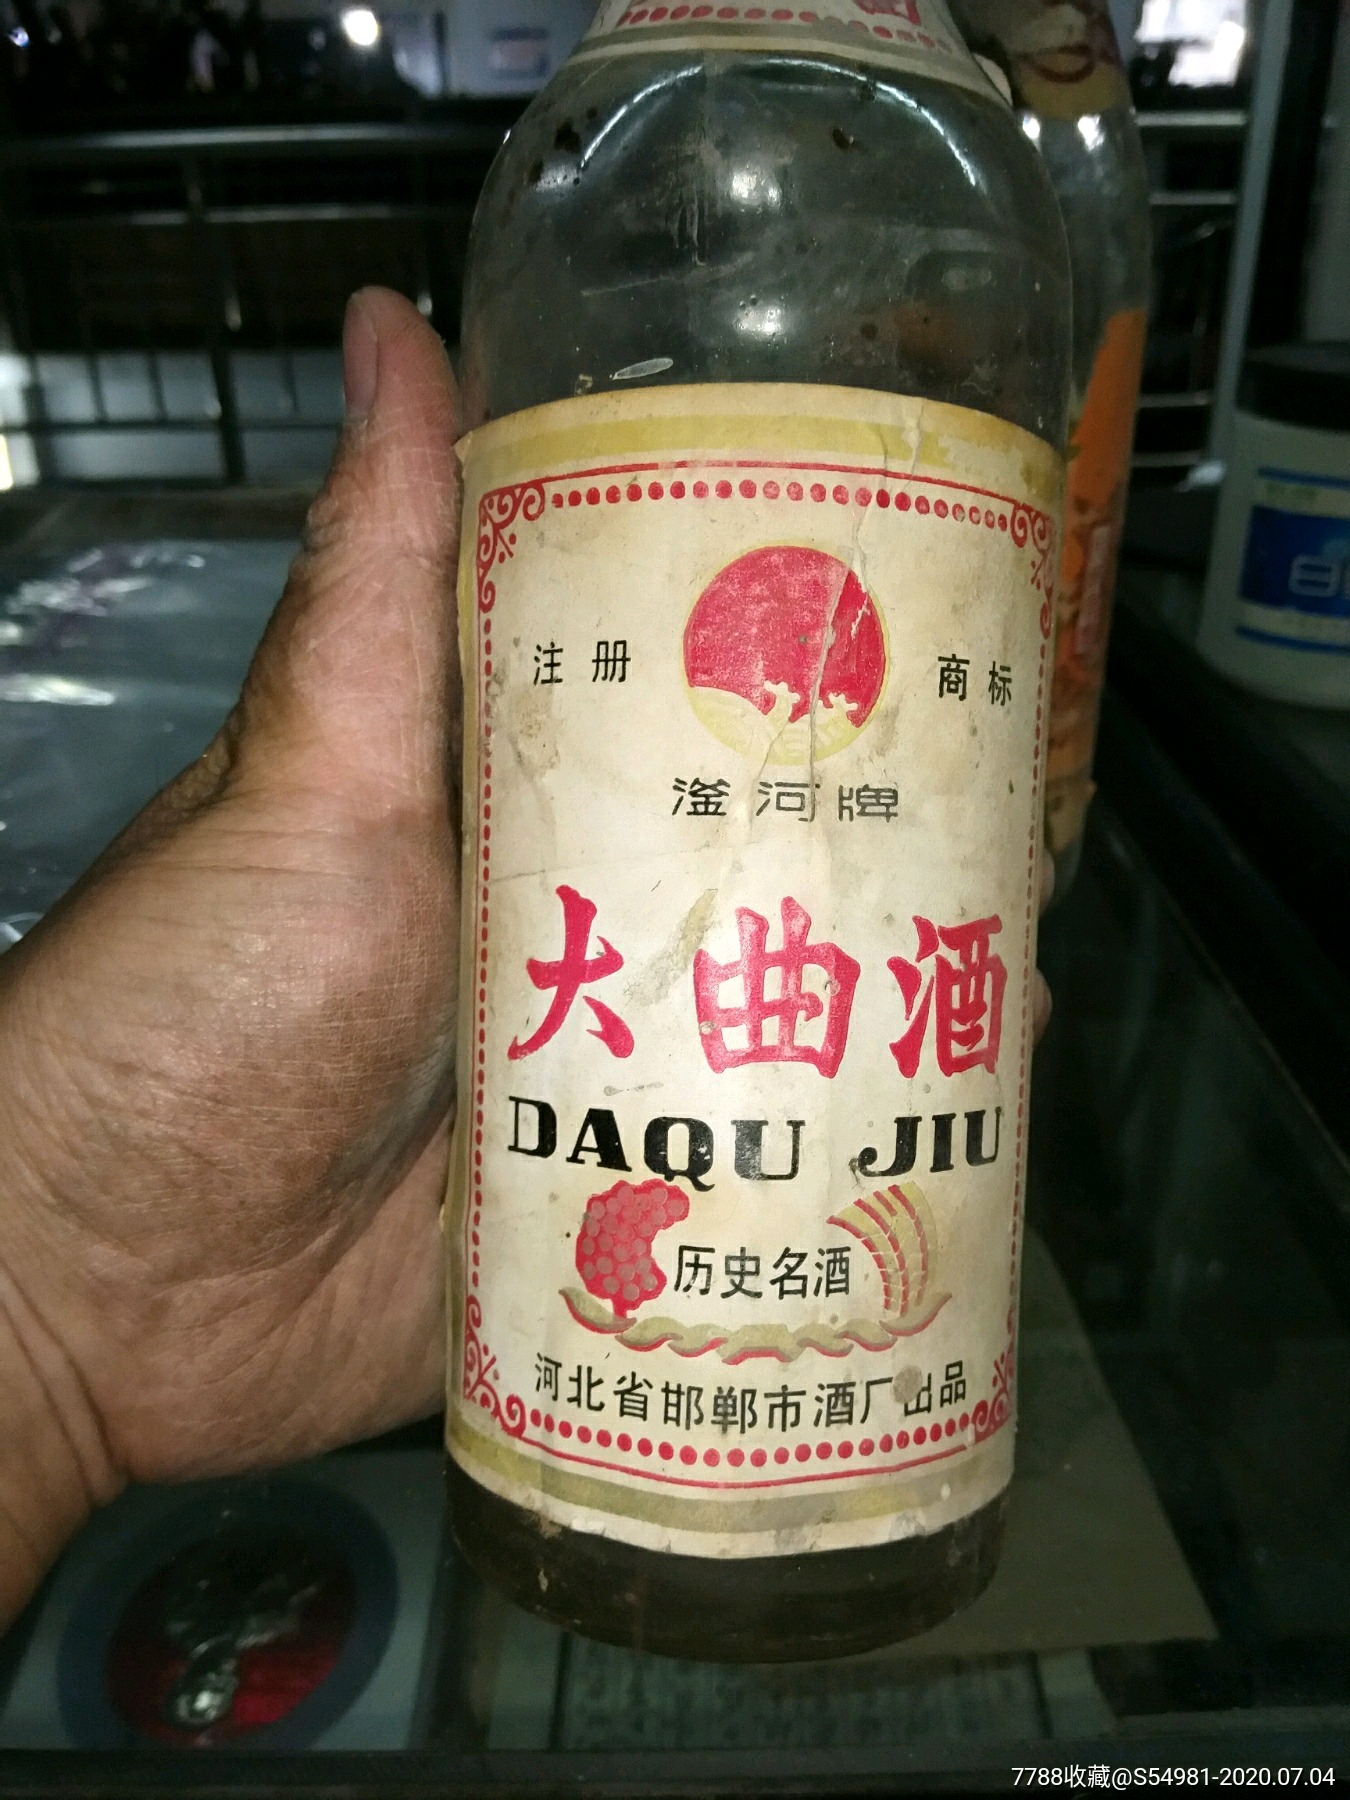 注册 商标
滏河牌
大曲酒
DAQU JIU
历史名酒
河北省邯郸市酒厂出品
7788收藏@S54981-2020.07.04